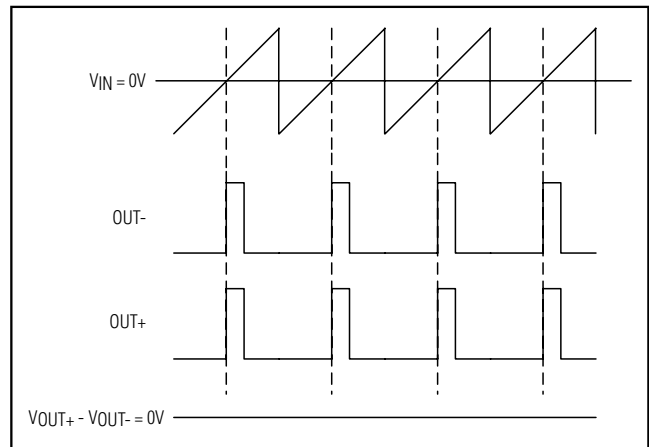 VIN = 0V
OUT-
OUT+
VOUT+ - VOUT- = 0V